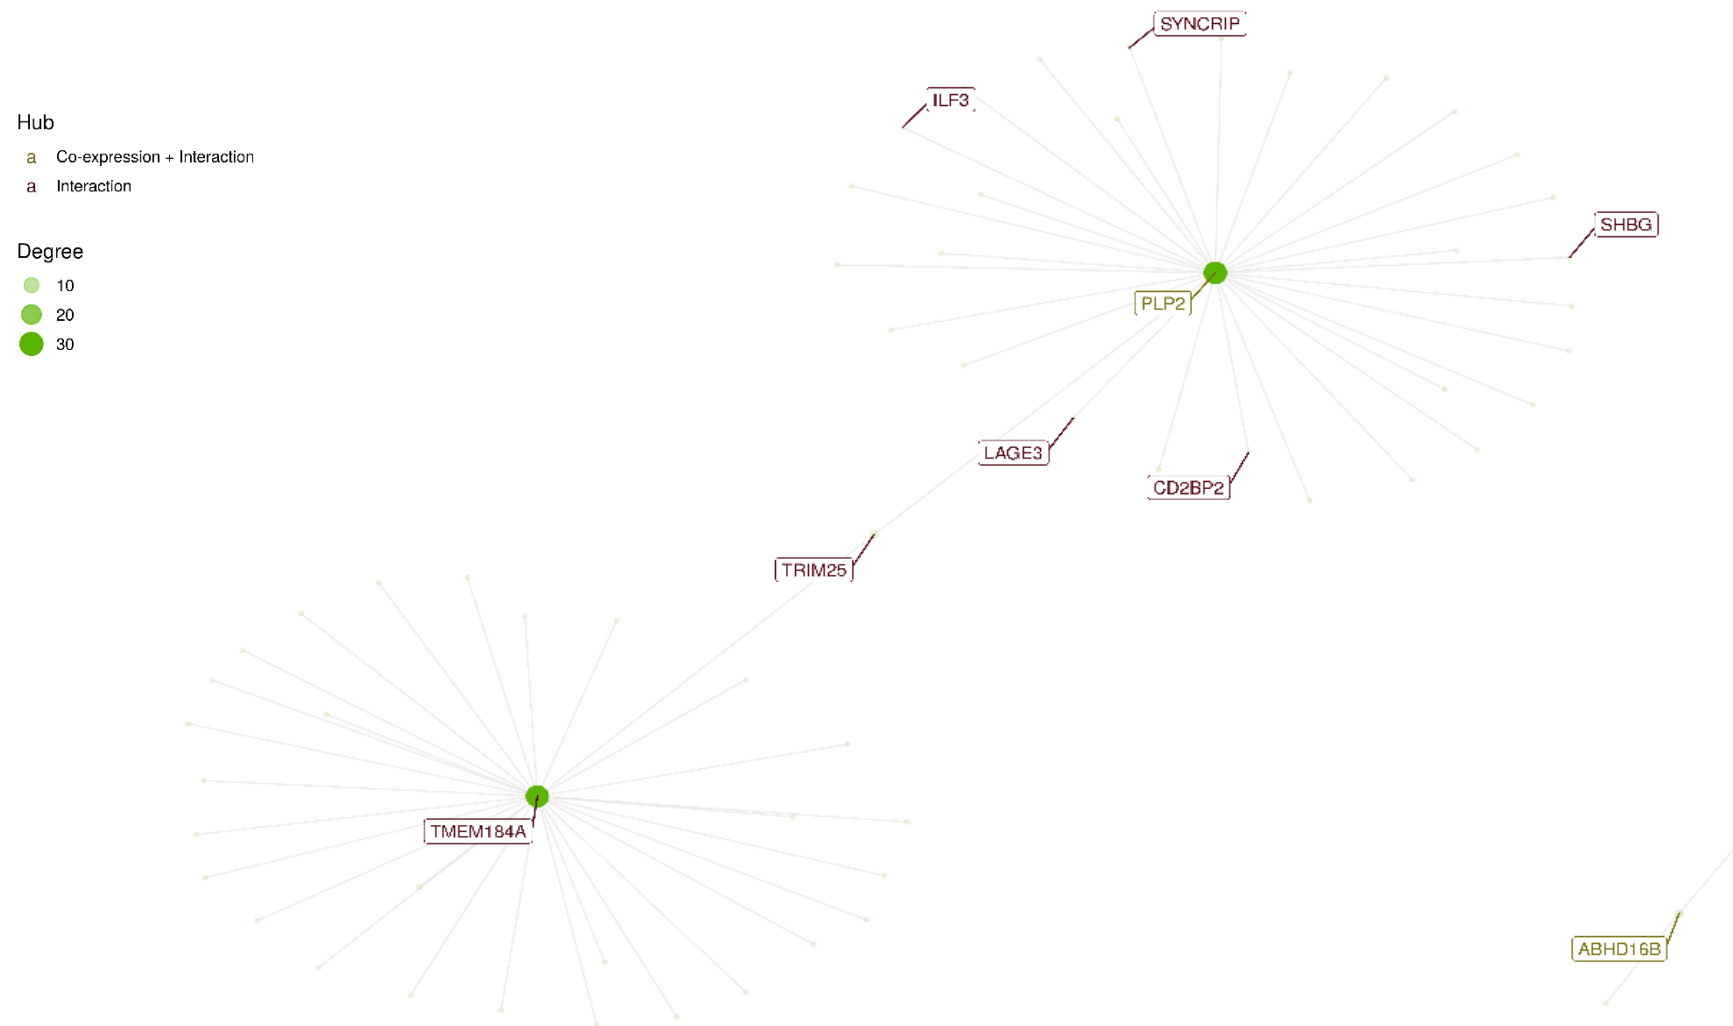 SYNCRIP
ILF3
Hub
a Co-expression + Interaction
a Interaction
SHBG
Degree
10
20
30
PLP2
LAGE3
CD2BP2
TRIM25
TMEM184A
ABHD16B